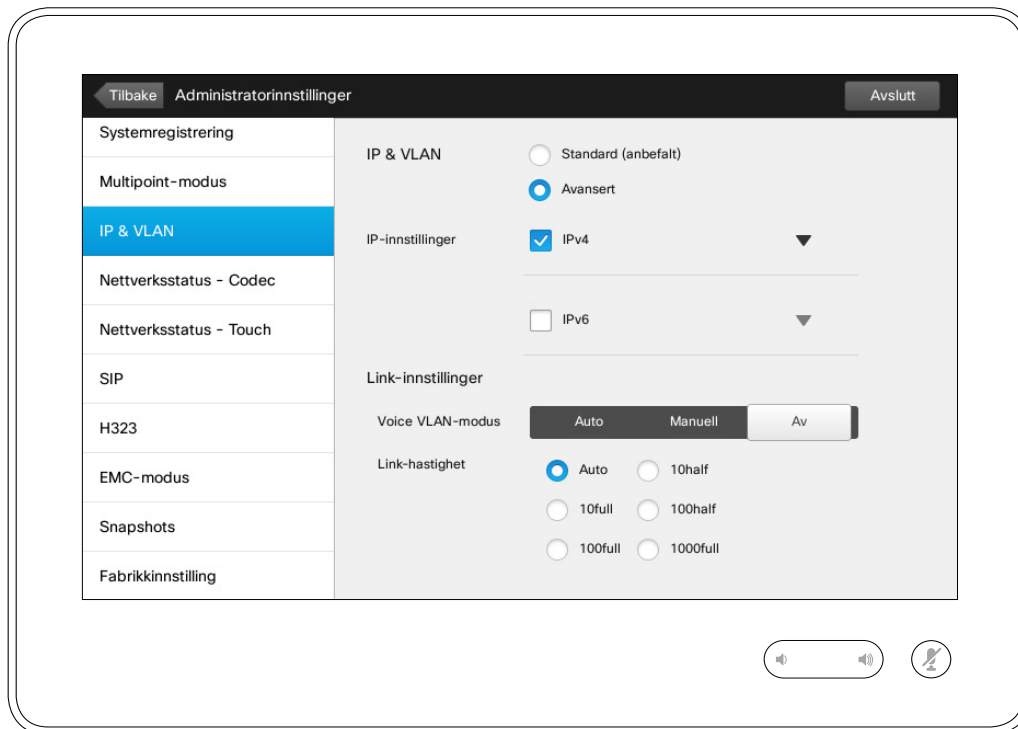 Tilbake Administratorinnstillinger Avslutt
Systemregistrering
Multipoint-modus
IP & VLAN
Nettverksstatus - Codec
Nettverksstatus - Touch
SIP
H323
EMC-modus
Snapshots
Fabrikkinnstilling
IP & VLAN Standard (anbefalt)
Avansert
IP-innstillinger IPv4
IPv6
Link-innstillinger
Voice VLAN-modus Auto Manuell Av
Link-hastighet Auto 10half
10full 100half
100full 1000full